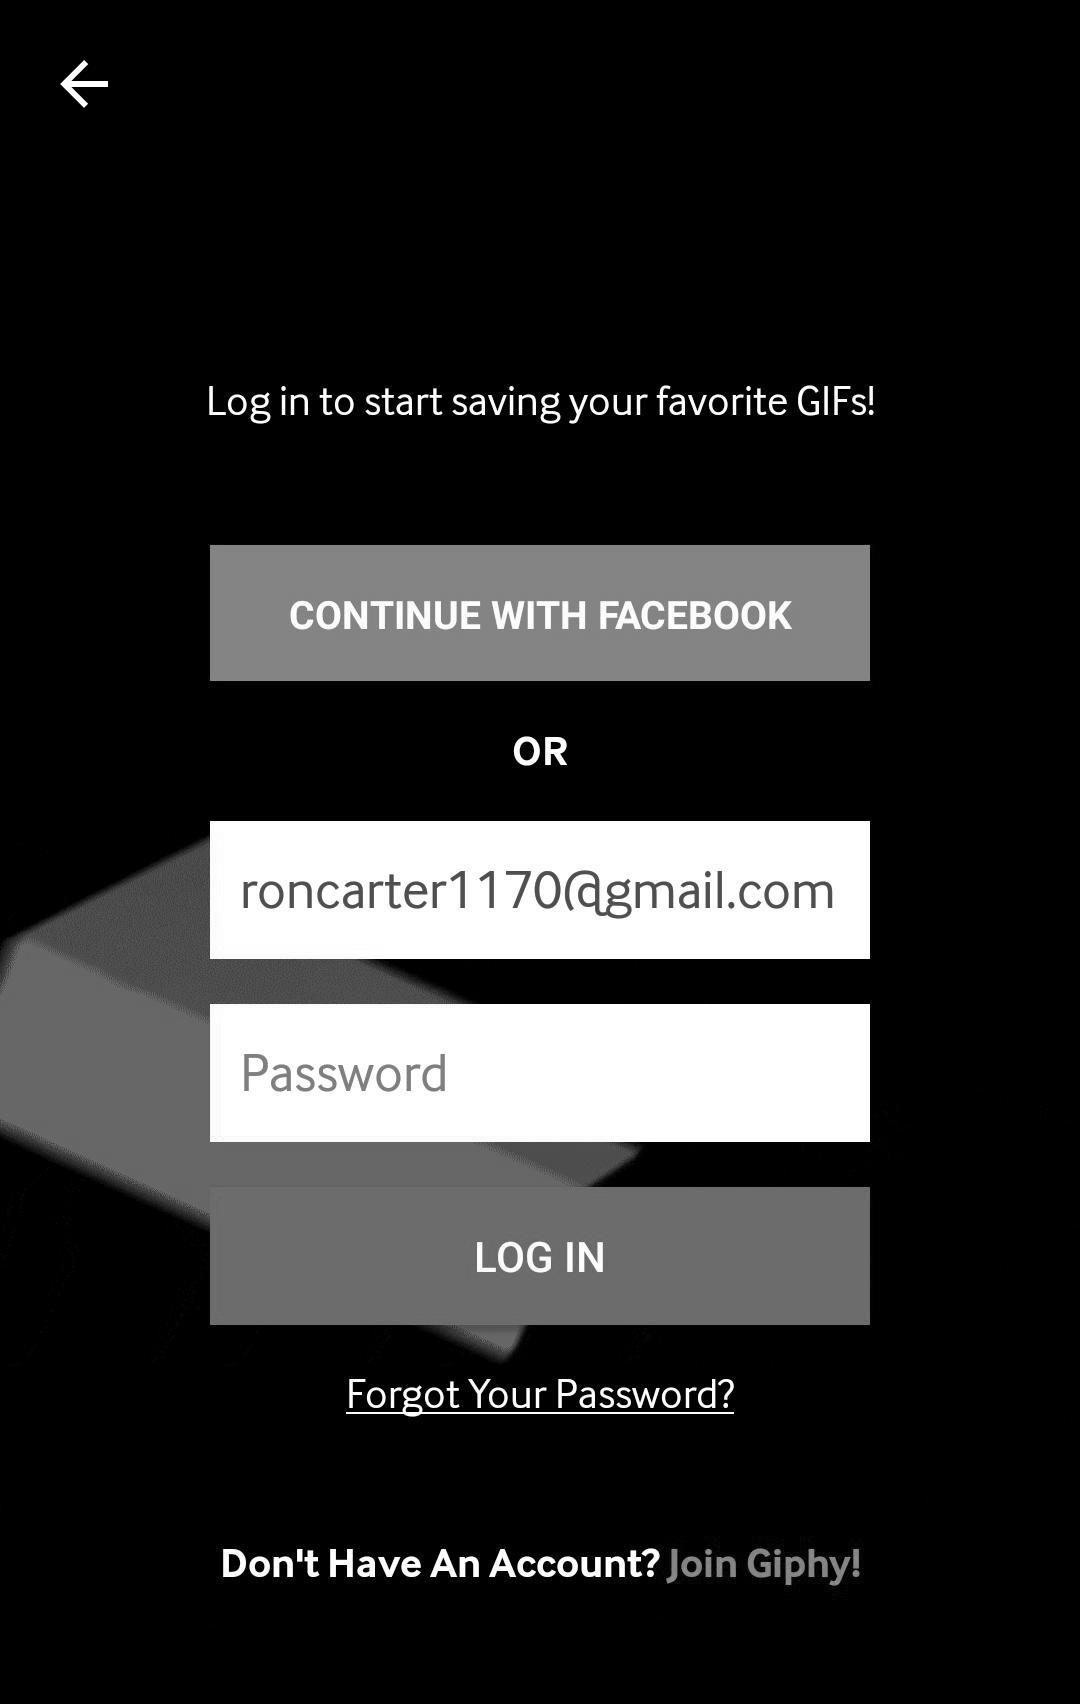 Log in to start saving your favorite GIFs!
CONTINUE WITH FACEBOOK
OR
roncarter1170@gmail.com
Password
LOG IN
Forgot Your Password?
Don't Have An Account? Join Giphy!